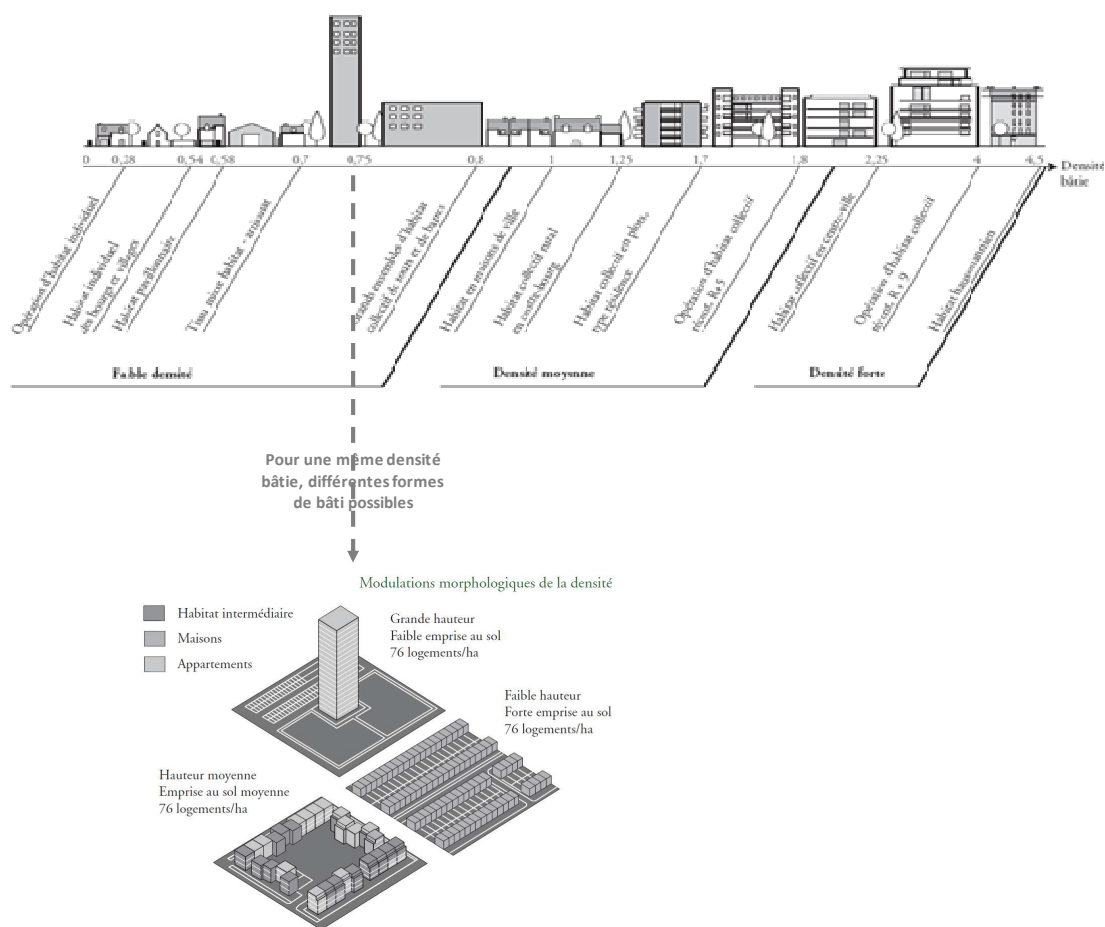 0 0,28 0,54 0,58 0,7 0,75 0,8 1 1,25 1,7 1,8 2,25 4 4,5 Densité
bâtie
Opération d'habitat individuel
Habitat individuel
des bourgs et villages
Habitat pavillonnaire
Tissu mixte habitat - artisanat
Grands ensembles d'habitat
collectif de tours et de barres
Habitat en maisons de ville
Habitat collectif rural
en centre bourg
Habitat collectif en plots,
type résidence
Opération d'habitat collectif
récent, R+5
Habitat collectif en centre-ville
Opération d'habitat collectif
récent, R + 9
Habitat haussmannien
Faible densité
Densité moyenne
Densité forte
Pour une même densité
bâtie, différentes formes
de bâti possibles
Modulations morphologiques de la densité
Habitat intermédiaire
Maisons
Appartements
Grande hauteur
Faible emprise au sol
76 logements/ha
Faible hauteur
Forte emprise au sol
76 logements/ha
Hauteur moyenne
Emprise au sol moyenne
76 logements/ha